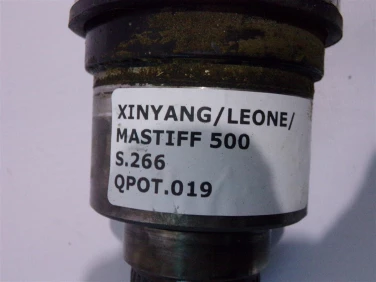 XINYANG/LEONE/
MASTIFF 500
S.266
QPOT.019